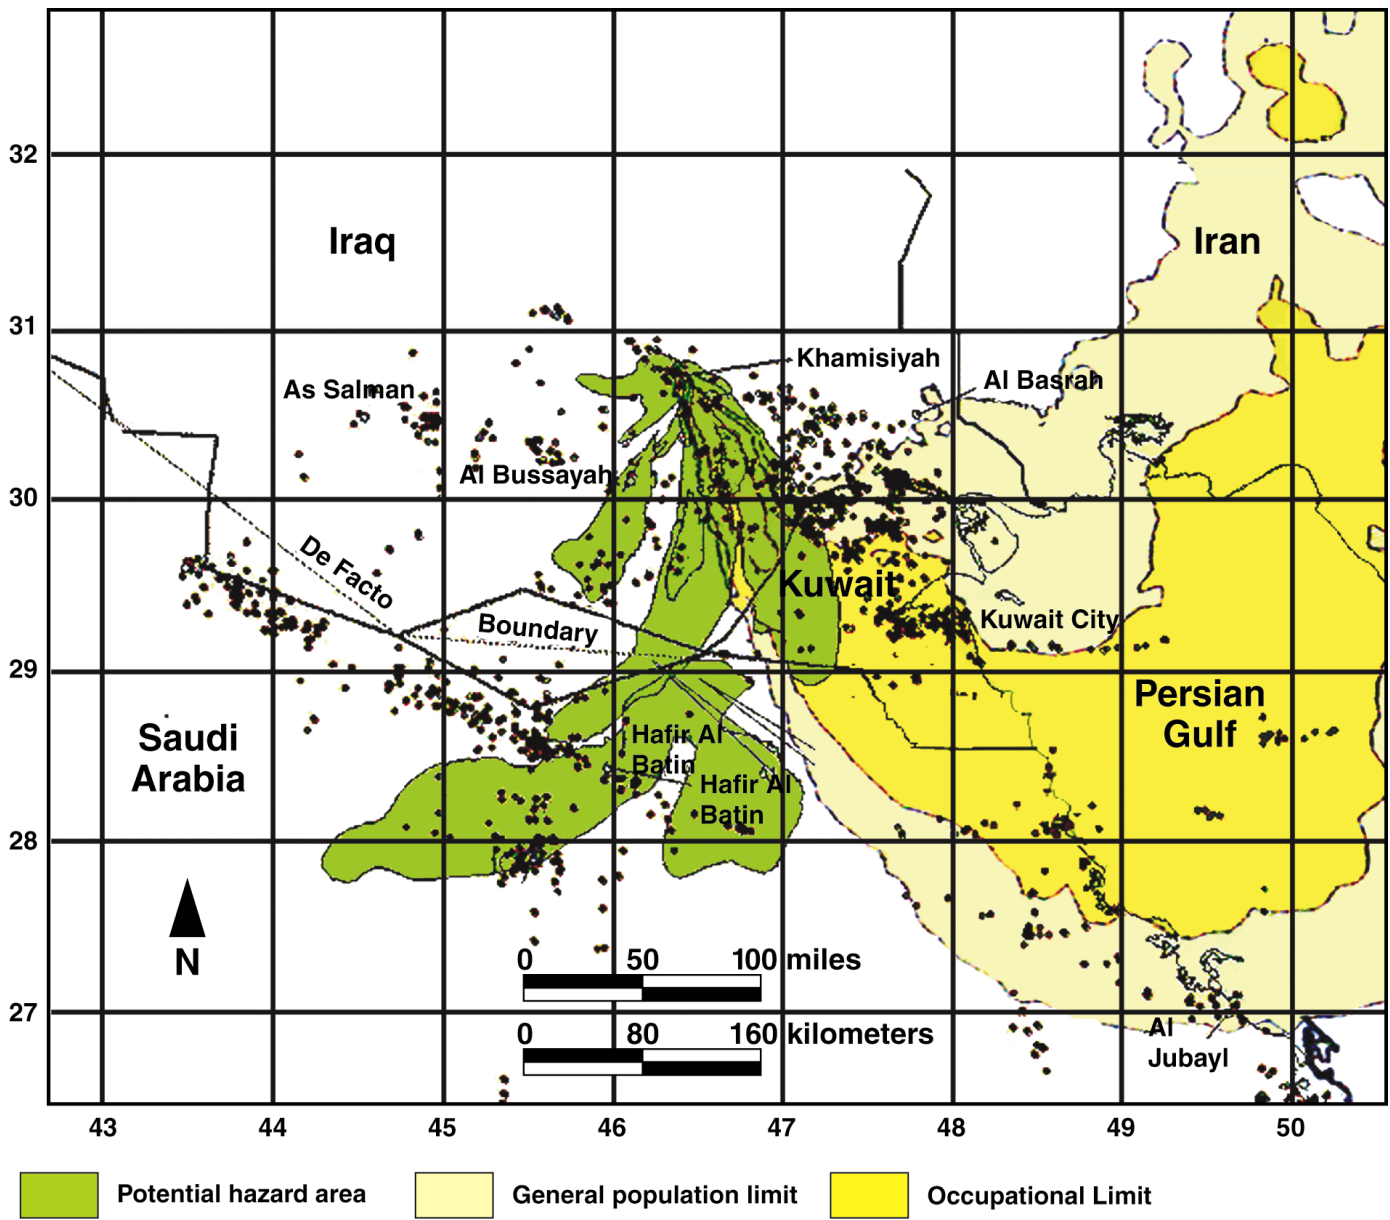 32
Iraq
Iran
31
Khamisiyah
Al Basrah
As Salman
Al Bussayah
30
De Facto
Kuwait
Boundary
Kuwait City
29
Persian
Gulf
Saudi
Arabia
Hafir Al
Batin
Hafir Al
Batin
28
N
0 50 100 miles
27
0 80 160 kilometers
Al
Jubayl
43 44 45 46 47 48 49 50
Potential hazard area General population limit Occupational Limit